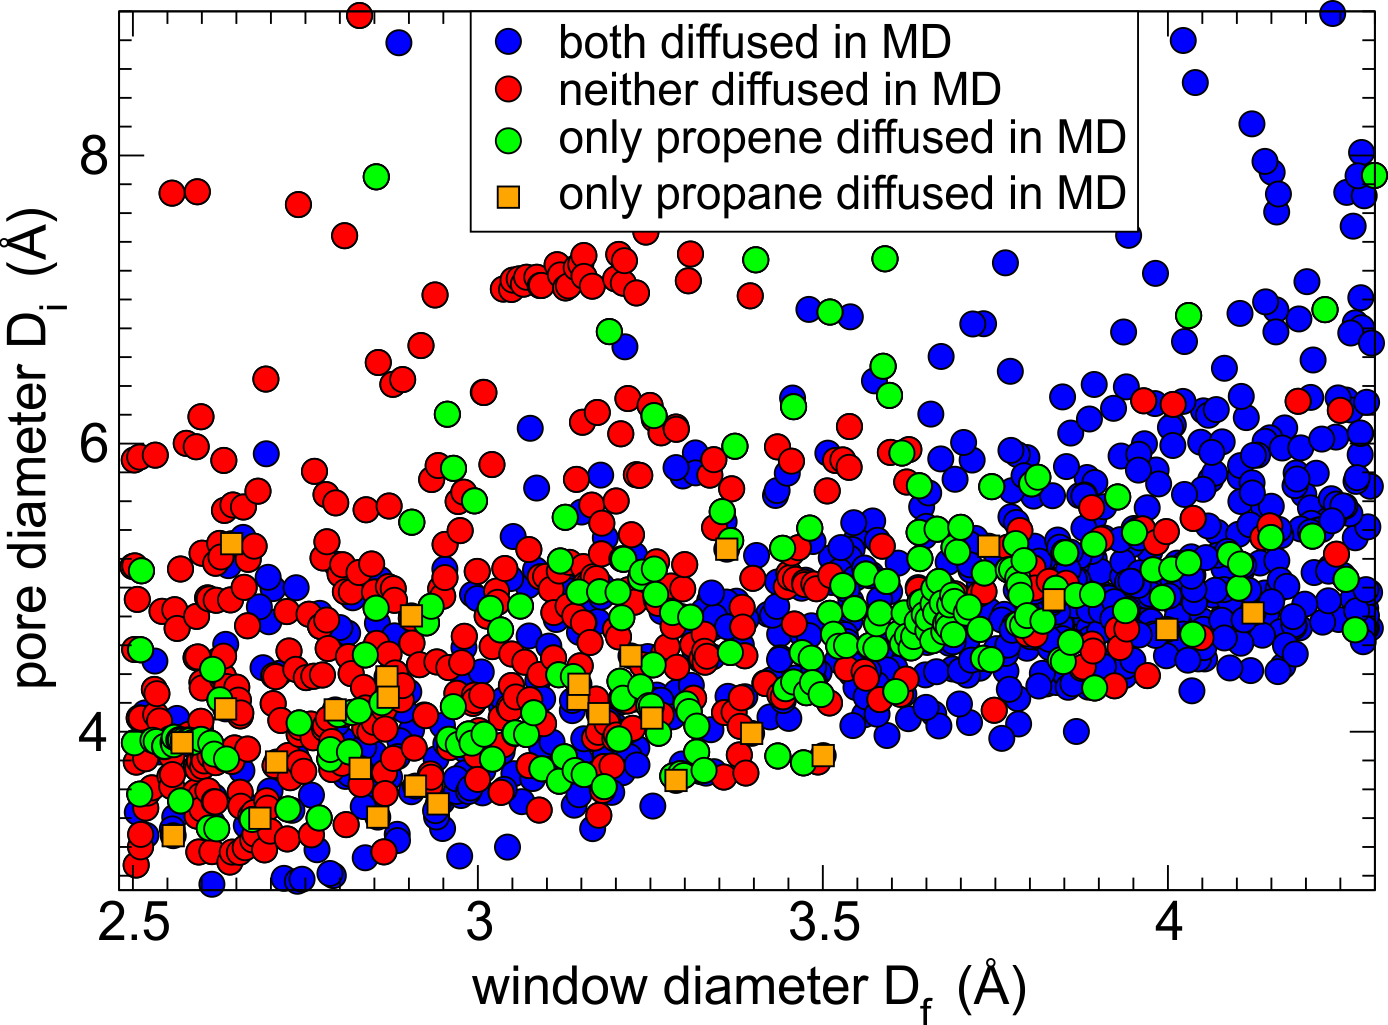 both diffused in MD
neither diffused in MD
only propene diffused in MD
only propane diffused in MD
8
6
4
pore diameter Di (Å)
2.5 3 3.5 4
window diameter Df (Å)